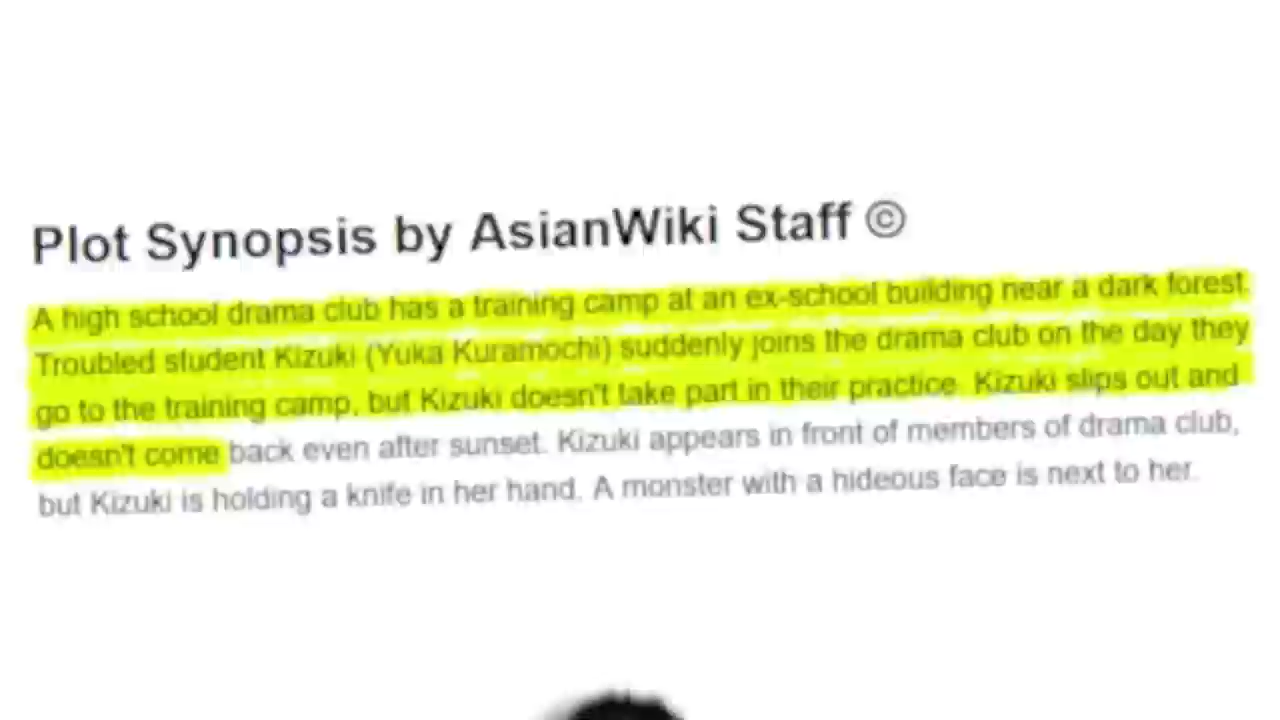 Plot Synopsis by AsianWiki Staff ©
A high school drama club has a training camp at an ex-school building near a dark forest.
Troubled student Kizuki (Yuka Kuramochi) suddenly joins the drama club on the day they
go to the training camp, but Kizuki doesn't take part in their practice. Kizuki slips out and
doesn't come back even after sunset. Kizuki appears in front of members of drama club,
but Kizuki is holding a knife in her hand. A monster with a hideous face is next to her.